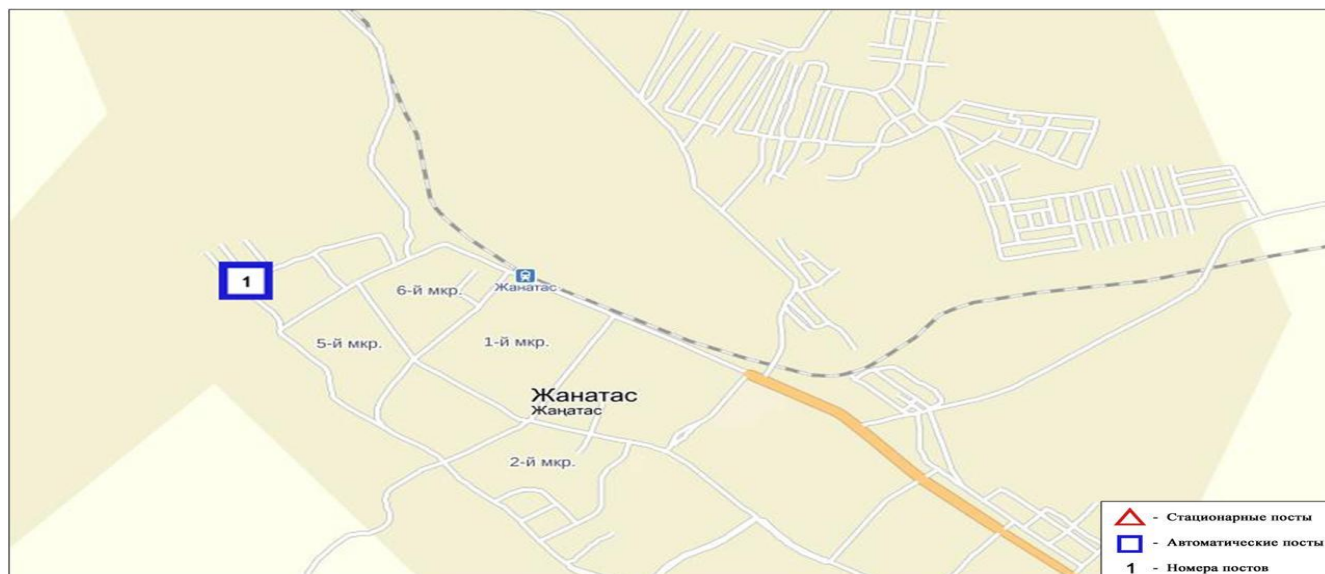 1
Жанатас
6-й мкр.
5-й мкр.
1-й мкр.
Жанатас
Жаңатас
2-й мкр.
- Стационарные посты
- Автоматические посты
1 - Номера постов